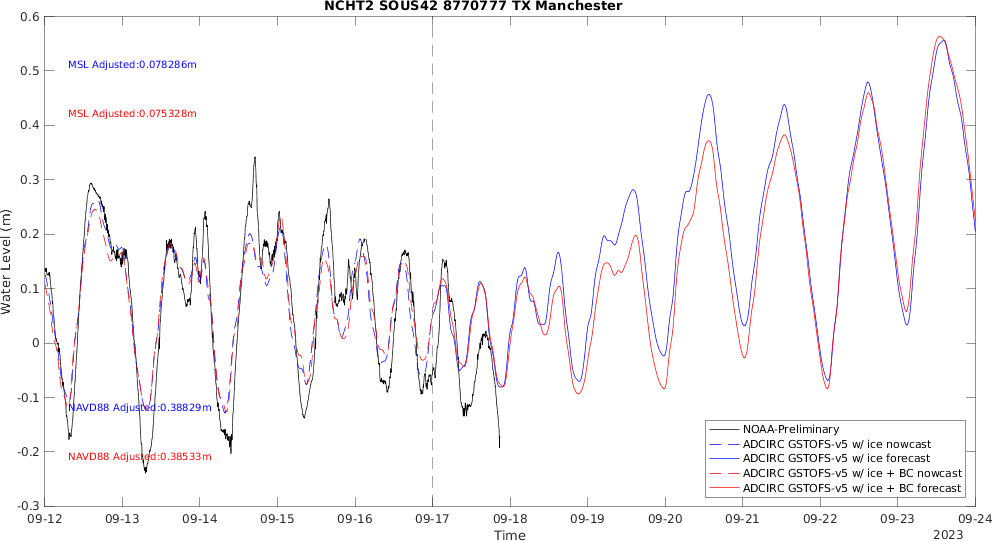 NCHT2 SOUS42 8770777 TX Manchester
0.6
0.5
0.4
0.3
0.2
0.1
0
-0.1
-0.2
-0.3
Water Level (m)
MSL Adjusted:0.078286m
MSL Adjusted:0.075328m
NAVD88 Adjusted:0.38829m
NAVD88 Adjusted:0.38533m
NOAA-Preliminary
ADCIRC GSTOFS-v5 w/ ice nowcast
ADCIRC GSTOFS-v5 w/ ice forecast
ADCIRC GSTOFS-v5 w/ ice + BC nowcast
ADCIRC GSTOFS-v5 w/ ice + BC forecast
09-12 09-13 09-14 09-15 09-16 09-17 09-18 09-19 09-20 09-21 09-22 09-23 09-24
Time
2023